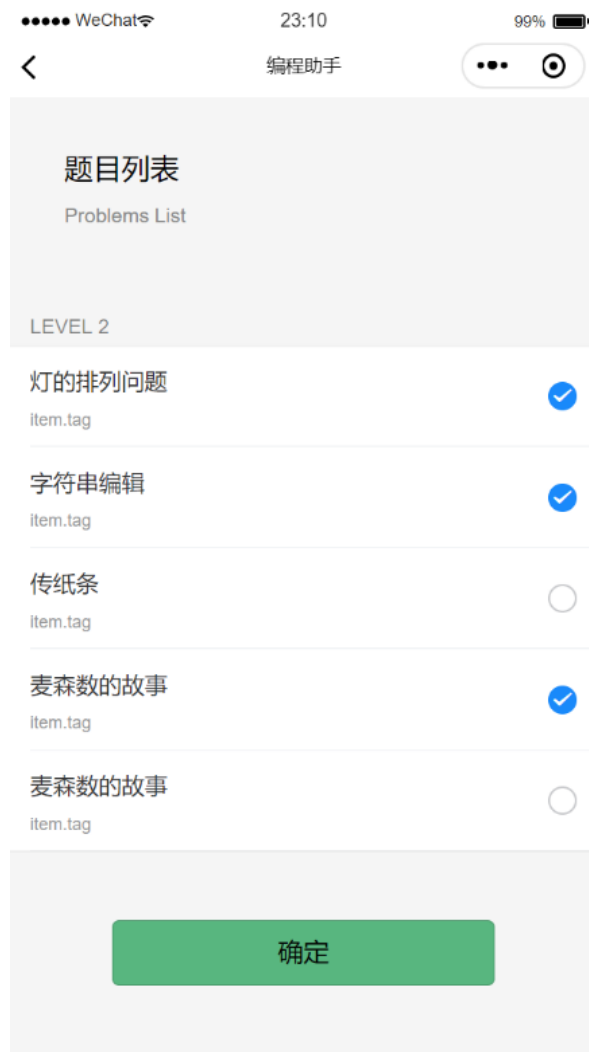 WeChat 23:10 99%
编程助手
题目列表
Problems List
LEVEL 2
灯的排列问题
item.tag
字符串编辑
item.tag
传纸条
item.tag
麦森数的故事
item.tag
麦森数的故事
item.tag
确定